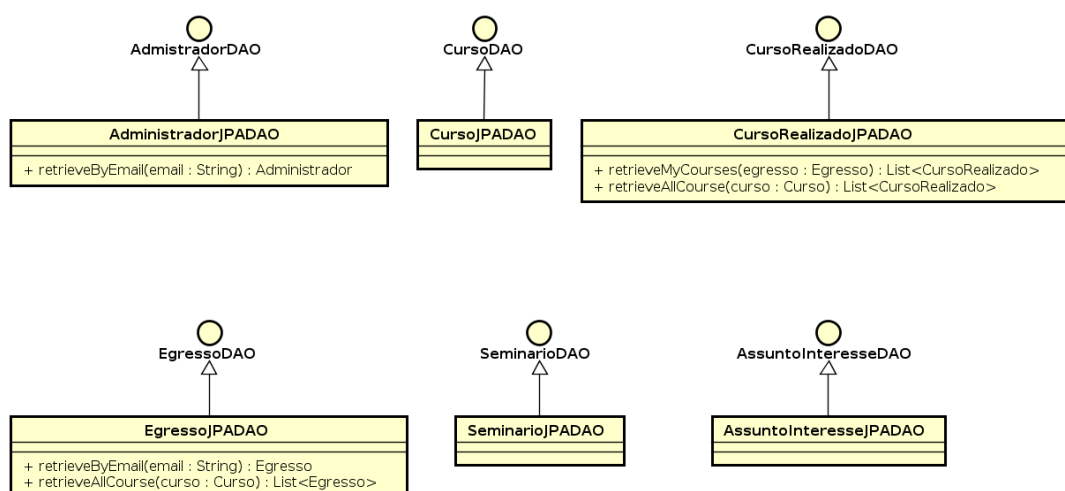 AdmistradorDAO
CursoDAO
CursoRealizadoDAO
AdministradorJPADAO
+ retrieveByEmail(email : String) : Administrador
CursoJPADAO
CursoRealizadoJPADAO
+ retrieveMyCourses(egresso : Egresso) : List<CursoRealizado>
+ retrieveAllCourse(curso : Curso) : List<CursoRealizado>
EgressoDAO
SeminarioDAO
AssuntoInteresseDAO
EgressoJPADAO
+ retrieveByEmail(email : String) : Egresso
+ retrieveAllCourse(curso : Curso) : List<Egresso>
SeminarioJPADAO
AssuntoInteresseJPADAO